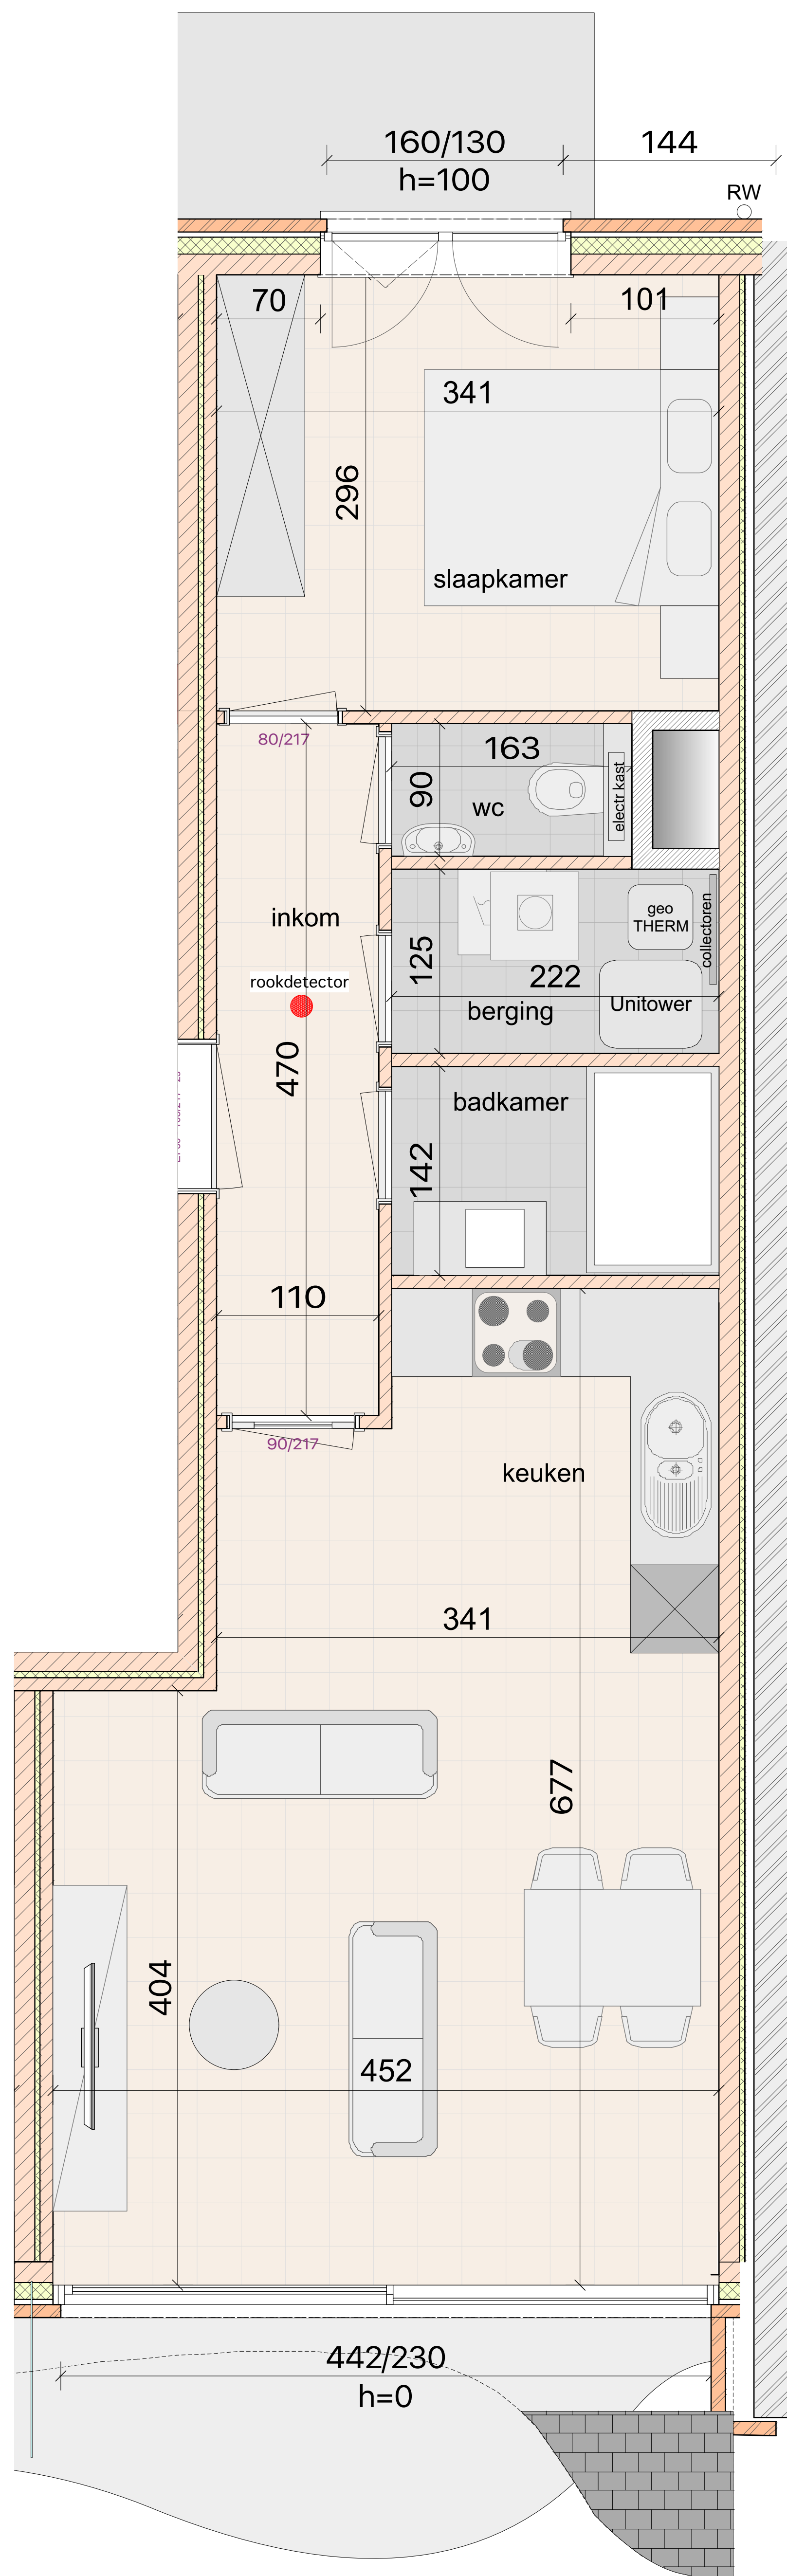 160/130
144
h=100
RW
70
101
341
296
slaapkamer
80/217
163
90
wc
electr kast
inkom
geo
THERM
collectoren
125
222
rookdetector
berging
Unitower
470
badkamer
142
110
90/217
keuken
341
677
404
452
442/230
h=0